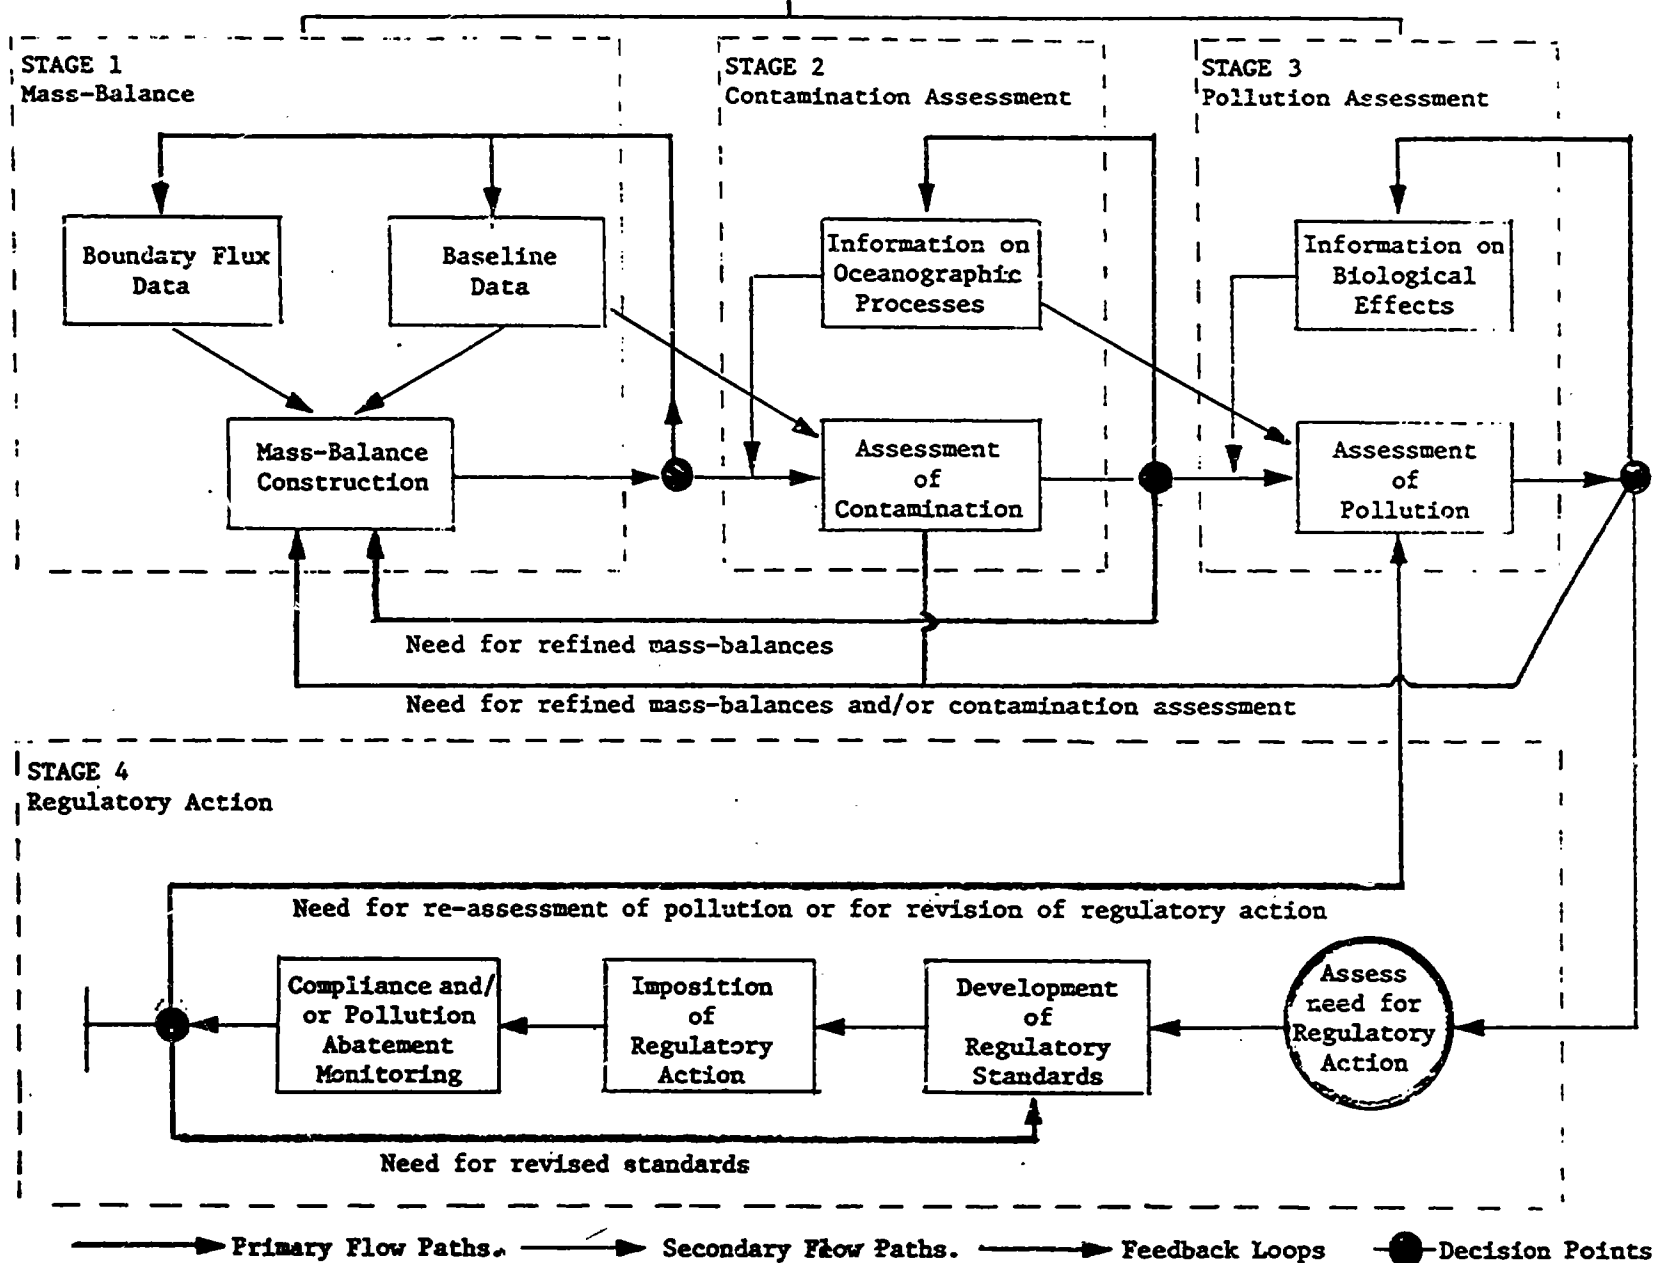 STAGE 1
Mass-Balance
STAGE 2
Contamination Assessment
STAGE 3
Pollution Assessment
Boundary Flux
Data
Baseline
Data
Information on
Oceanographic
Processes
Information on
Biological
Effects
Mass-Balance
Construction
Assessment
of
Contamination
Assessment
of
Pollution
Need for refined mass-balances
Need for refined mass-balances and/or contamination assessment
STAGE 4
Regulatory Action
Need for re-assessment of pollution or for revision of regulatory action
Compliance and/
or Pollution
Abatement
Monitoring
Imposition
of
Regulatory
Action
Development
of
Regulatory
Standards
Assess
need for
Regulatory
Action
Need for revised standards
Primary Flow Paths.
Secondary Flow Paths.
Feedback Loops
Decision Points